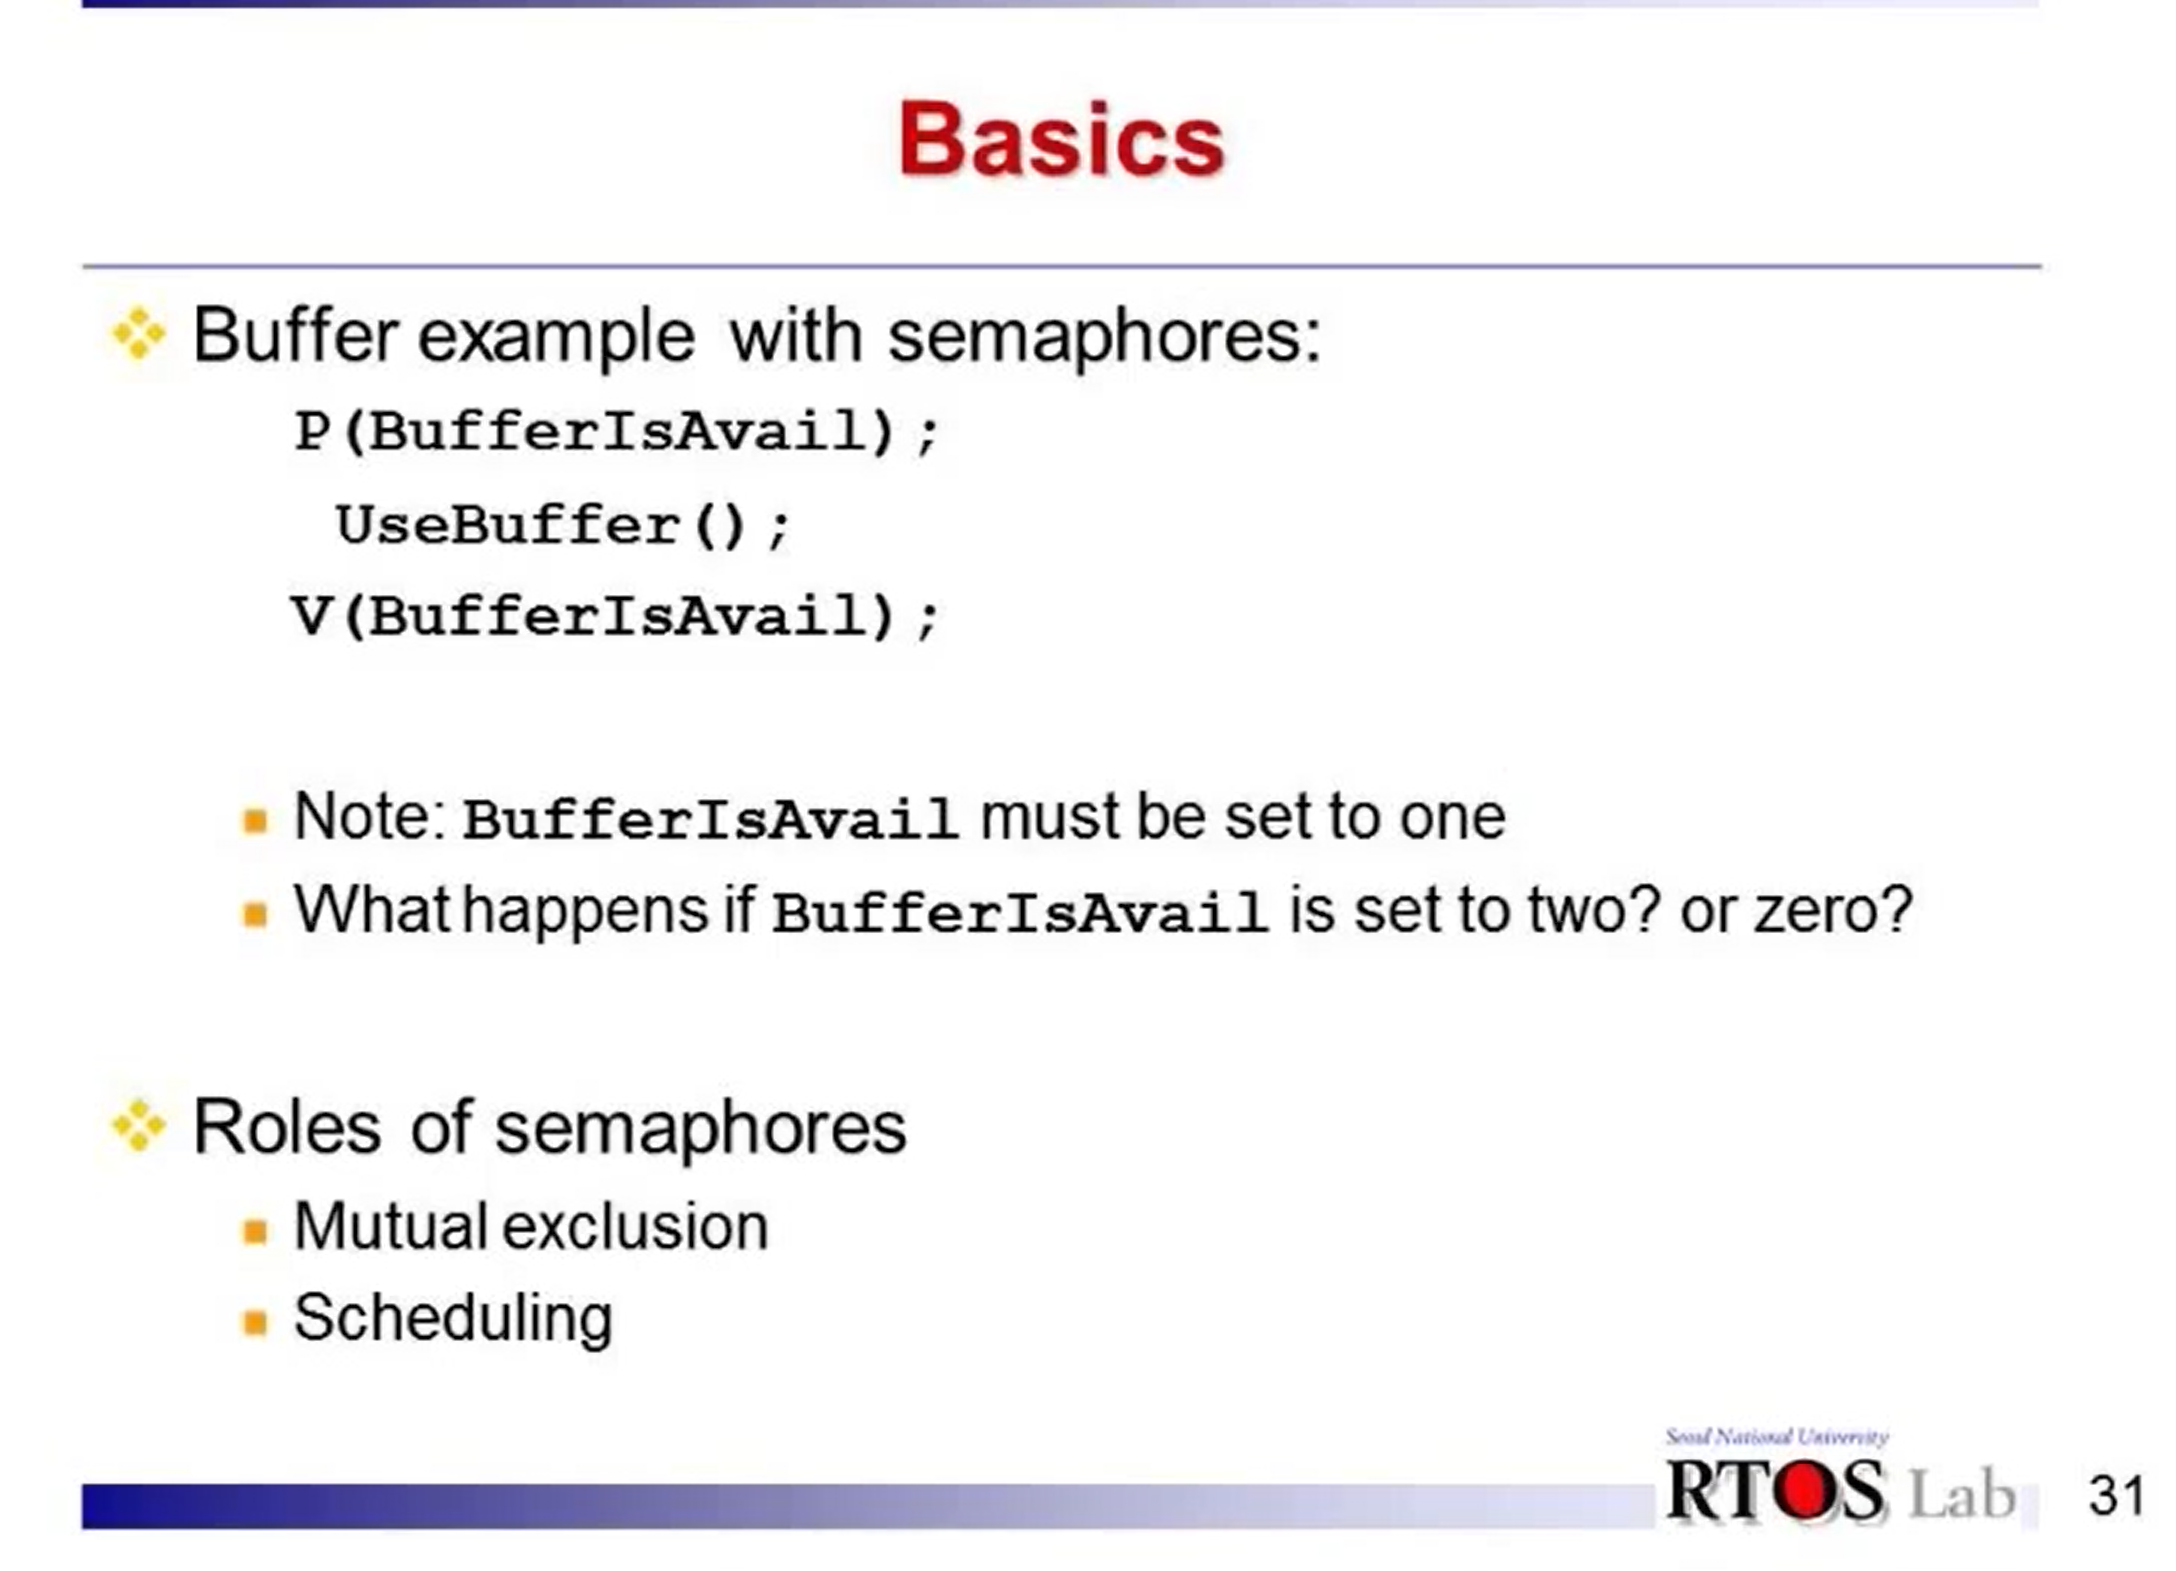 Basics
Buffer example with semaphores:
P(BufferIsAvail);
UseBuffer();
V(BufferIsAvail);
Note: BufferIsAvail must be set to one
What happens if BufferIsAvail is set to two? or zero?
Roles of semaphores
Mutual exclusion
Scheduling
Seoul National University
RTOS Lab
31